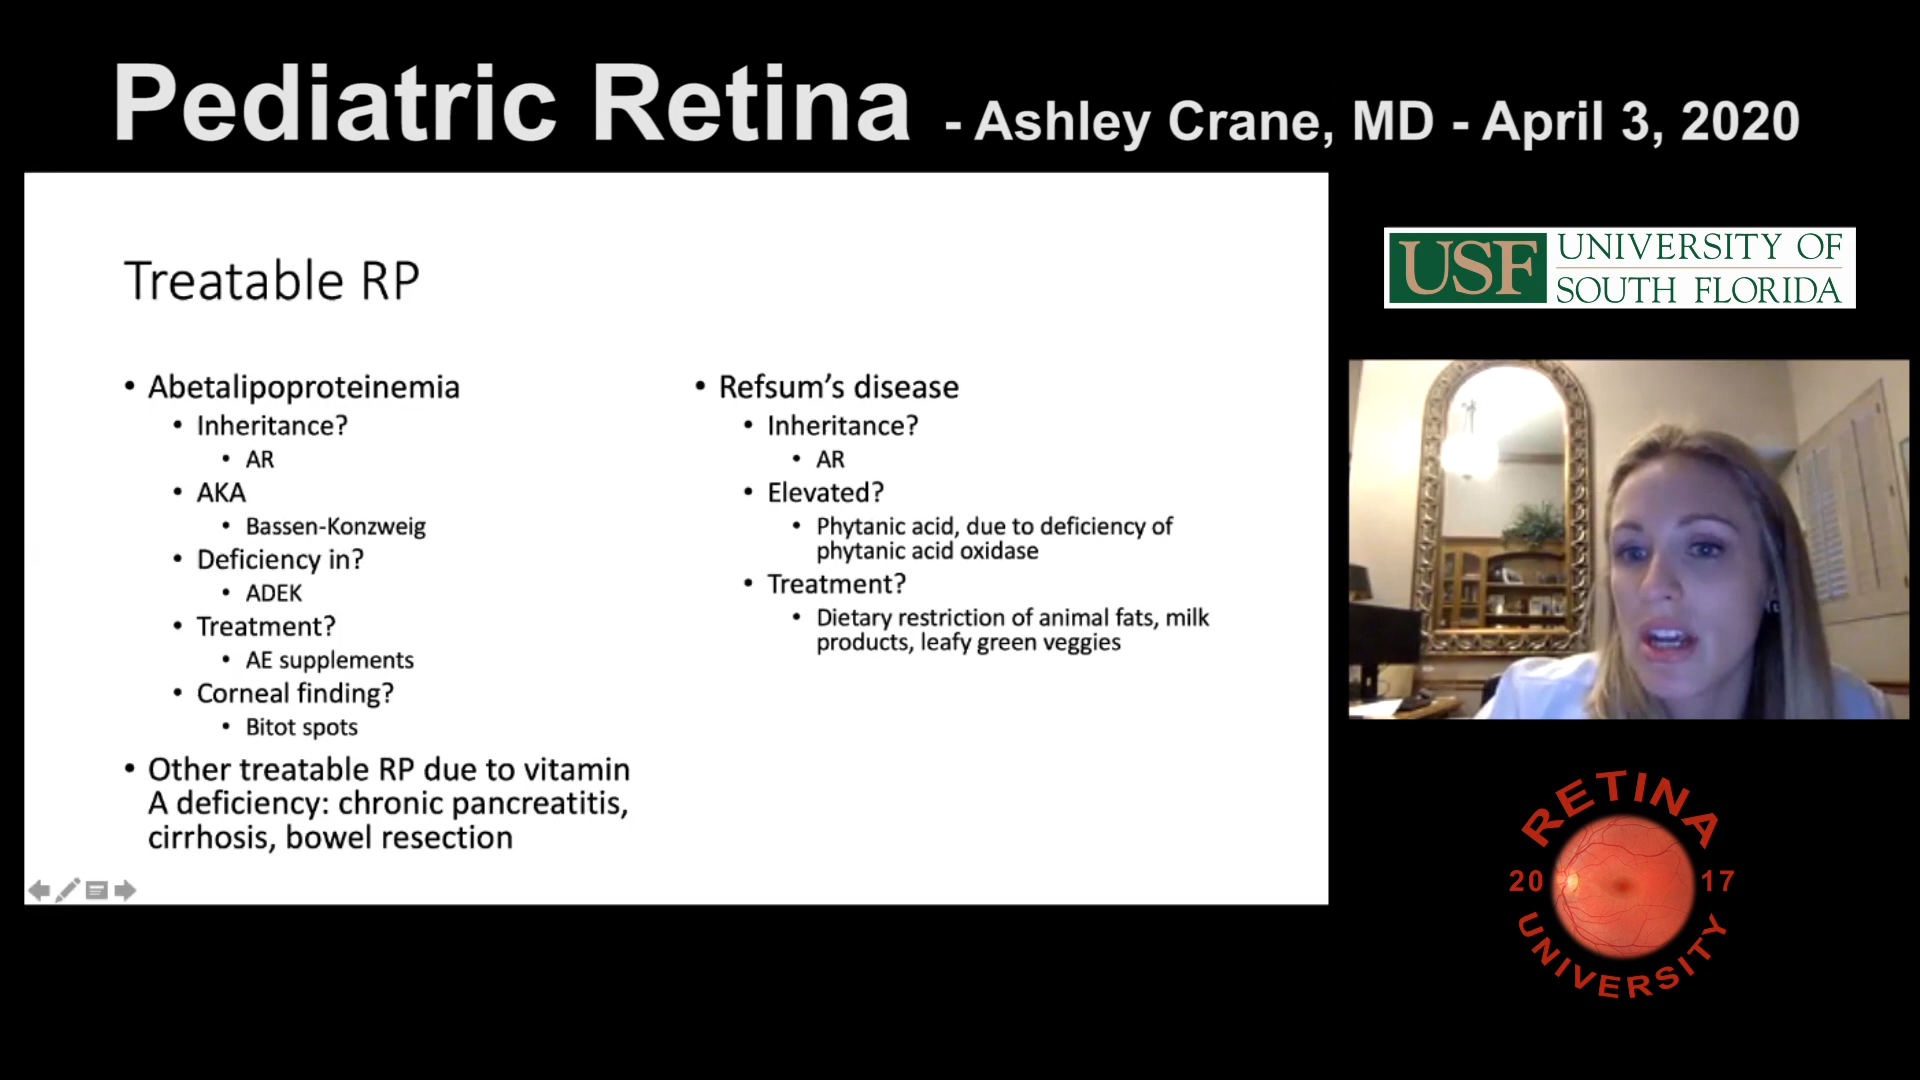 Pediatric Retina - Ashley Crane, MD - April 3, 2020
Treatable RP
• Abetalipoproteinemia
• Inheritance?
• AR
• AKA
• Bassen-Konzweig
• Deficiency in?
• ADEK
• Treatment?
• AE supplements
• Corneal finding?
• Bitot spots
• Other treatable RP due to vitamin
A deficiency: chronic pancreatitis,
cirrhosis, bowel resection
• Refsum’s disease
• Inheritance?
• AR
• Elevated?
• Phytanic acid, due to deficiency of
phytanic acid oxidase
• Treatment?
• Dietary restriction of animal fats, milk
products, leafy green veggies
USF UNIVERSITY OF
SOUTH FLORIDA
RETINA
20 17
UNIVERSITY